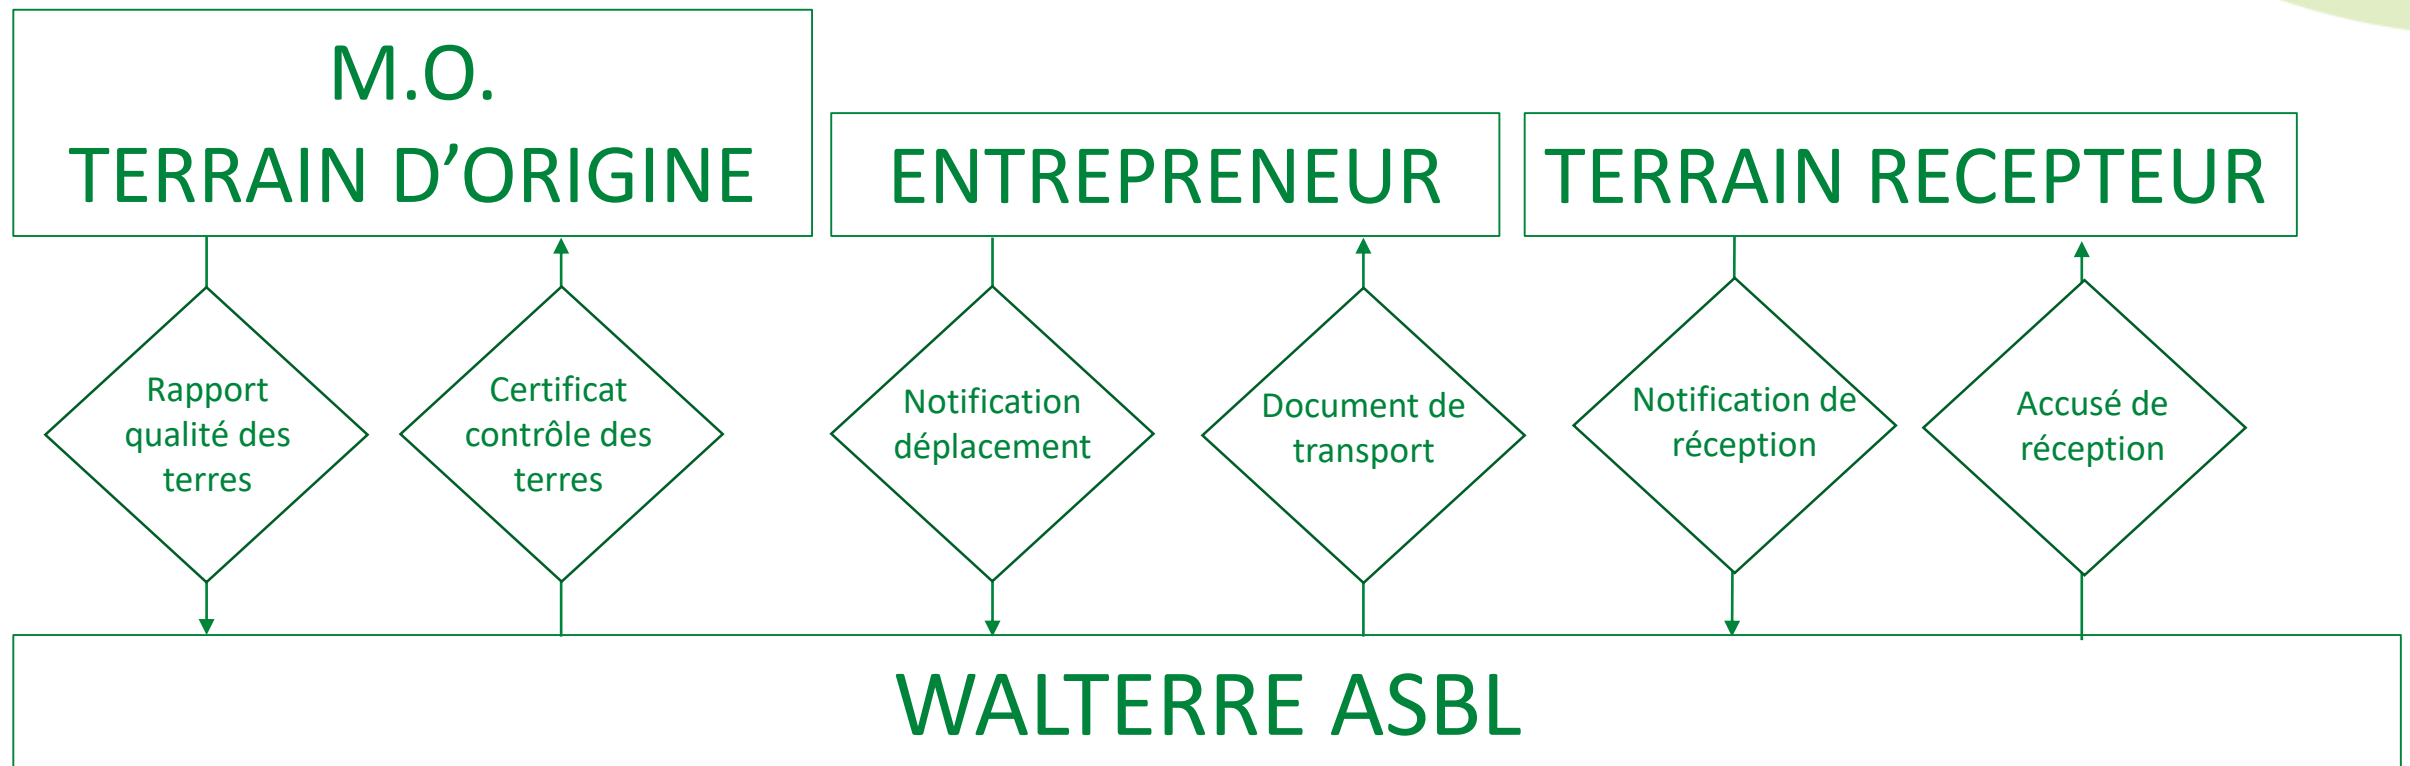 M.O.
TERRAIN D’ORIGINE
ENTREPRENEUR
TERRAIN RECEPTEUR
Rapport
qualité des
terres
Certificat
contrôle des
terres
Notification
déplacement
Document de
transport
Notification de
réception
Accusé de
réception
WALTERRE ASBL